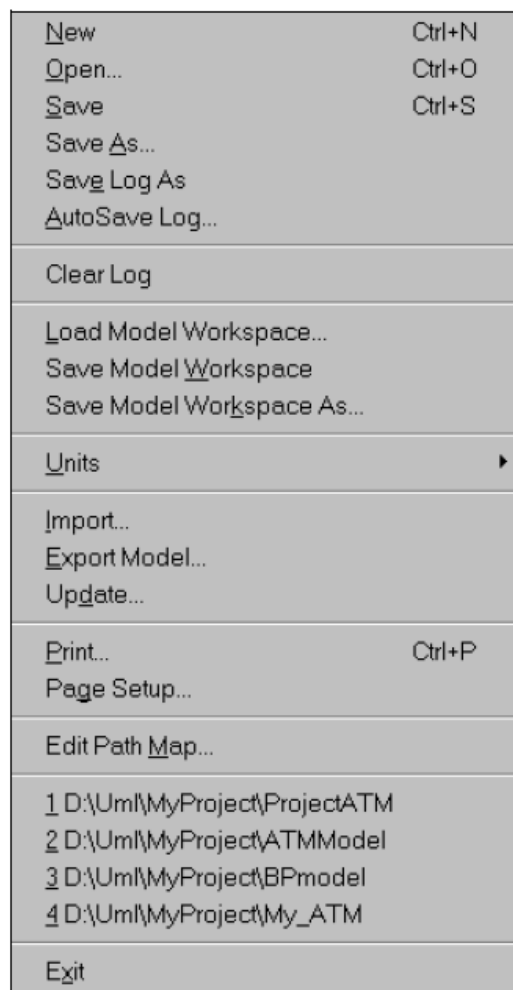 New Ctrl+N
Open... Ctrl+O
Save Ctrl+S
Save As...
Save Log As
AutoSave Log...
Clear Log
Load Model Workspace...
Save Model Workspace
Save Model Workspace As...
Units
Import...
Export Model...
Update...
Print... Ctrl+P
Page Setup...
Edit Path Map...
1 D:\Uml\MyProject\ProjectATM
2 D:\Uml\MyProject\ATMModel
3 D:\Uml\MyProject\BPmodel
4 D:\Uml\MyProject\My_ATM
Exit